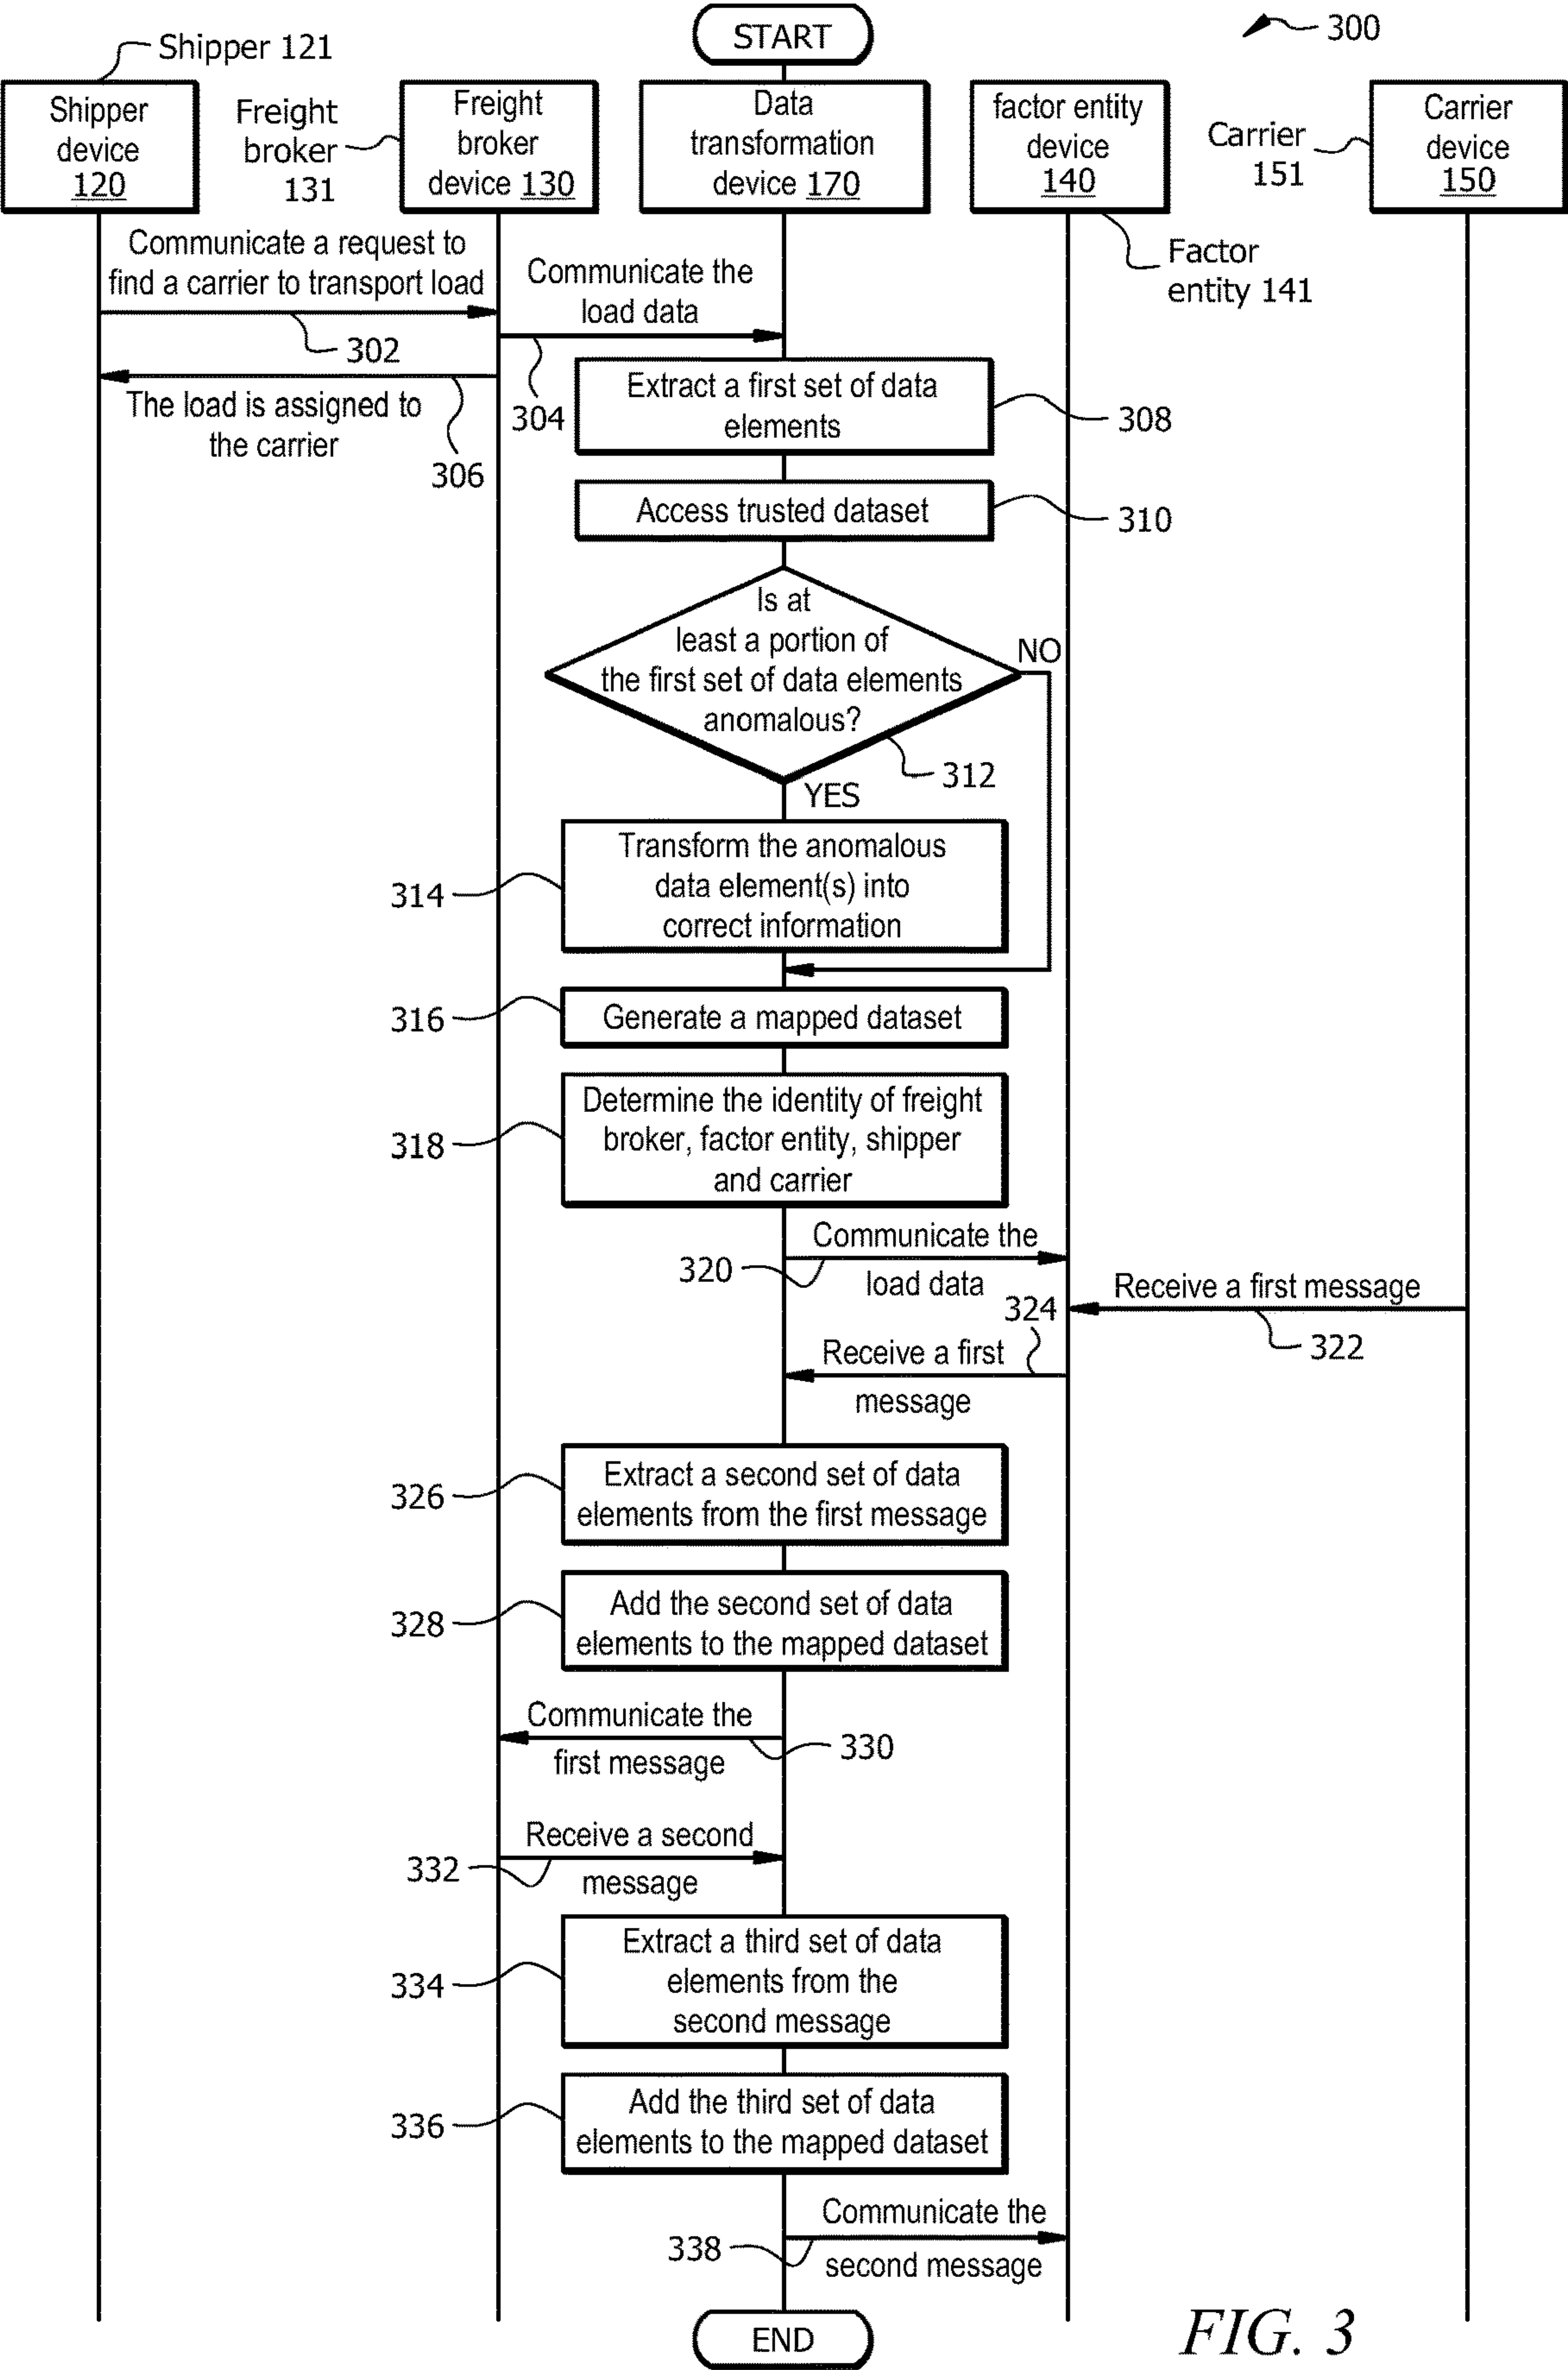 START
300
Shipper 121
Shipper
device
120
Freight
broker
131
Freight
broker
device 130
Data
transformation
device 170
factor entity
device
140
Carrier
151
Carrier
device
150
Factor
entity 141
Communicate a request to
find a carrier to transport load
302
Communicate the
load data
304
The load is assigned to
the carrier
306
Extract a first set of data
elements
308
Access trusted dataset
310
Is at
least a portion of
the first set of data elements
anomalous?
NO
312
YES
Transform the anomalous
data element(s) into
correct information
314
Generate a mapped dataset
316
Determine the identity of freight
broker, factor entity, shipper
and carrier
318
Communicate the
load data
320
Receive a first message
322
324
Receive a first
message
Extract a second set of data
elements from the first message
326
Add the second set of data
elements to the mapped dataset
328
Communicate the
first message
330
Receive a second
message
332
Extract a third set of data
elements from the
second message
334
Add the third set of data
elements to the mapped dataset
336
Communicate the
second message
338
END
FIG. 3